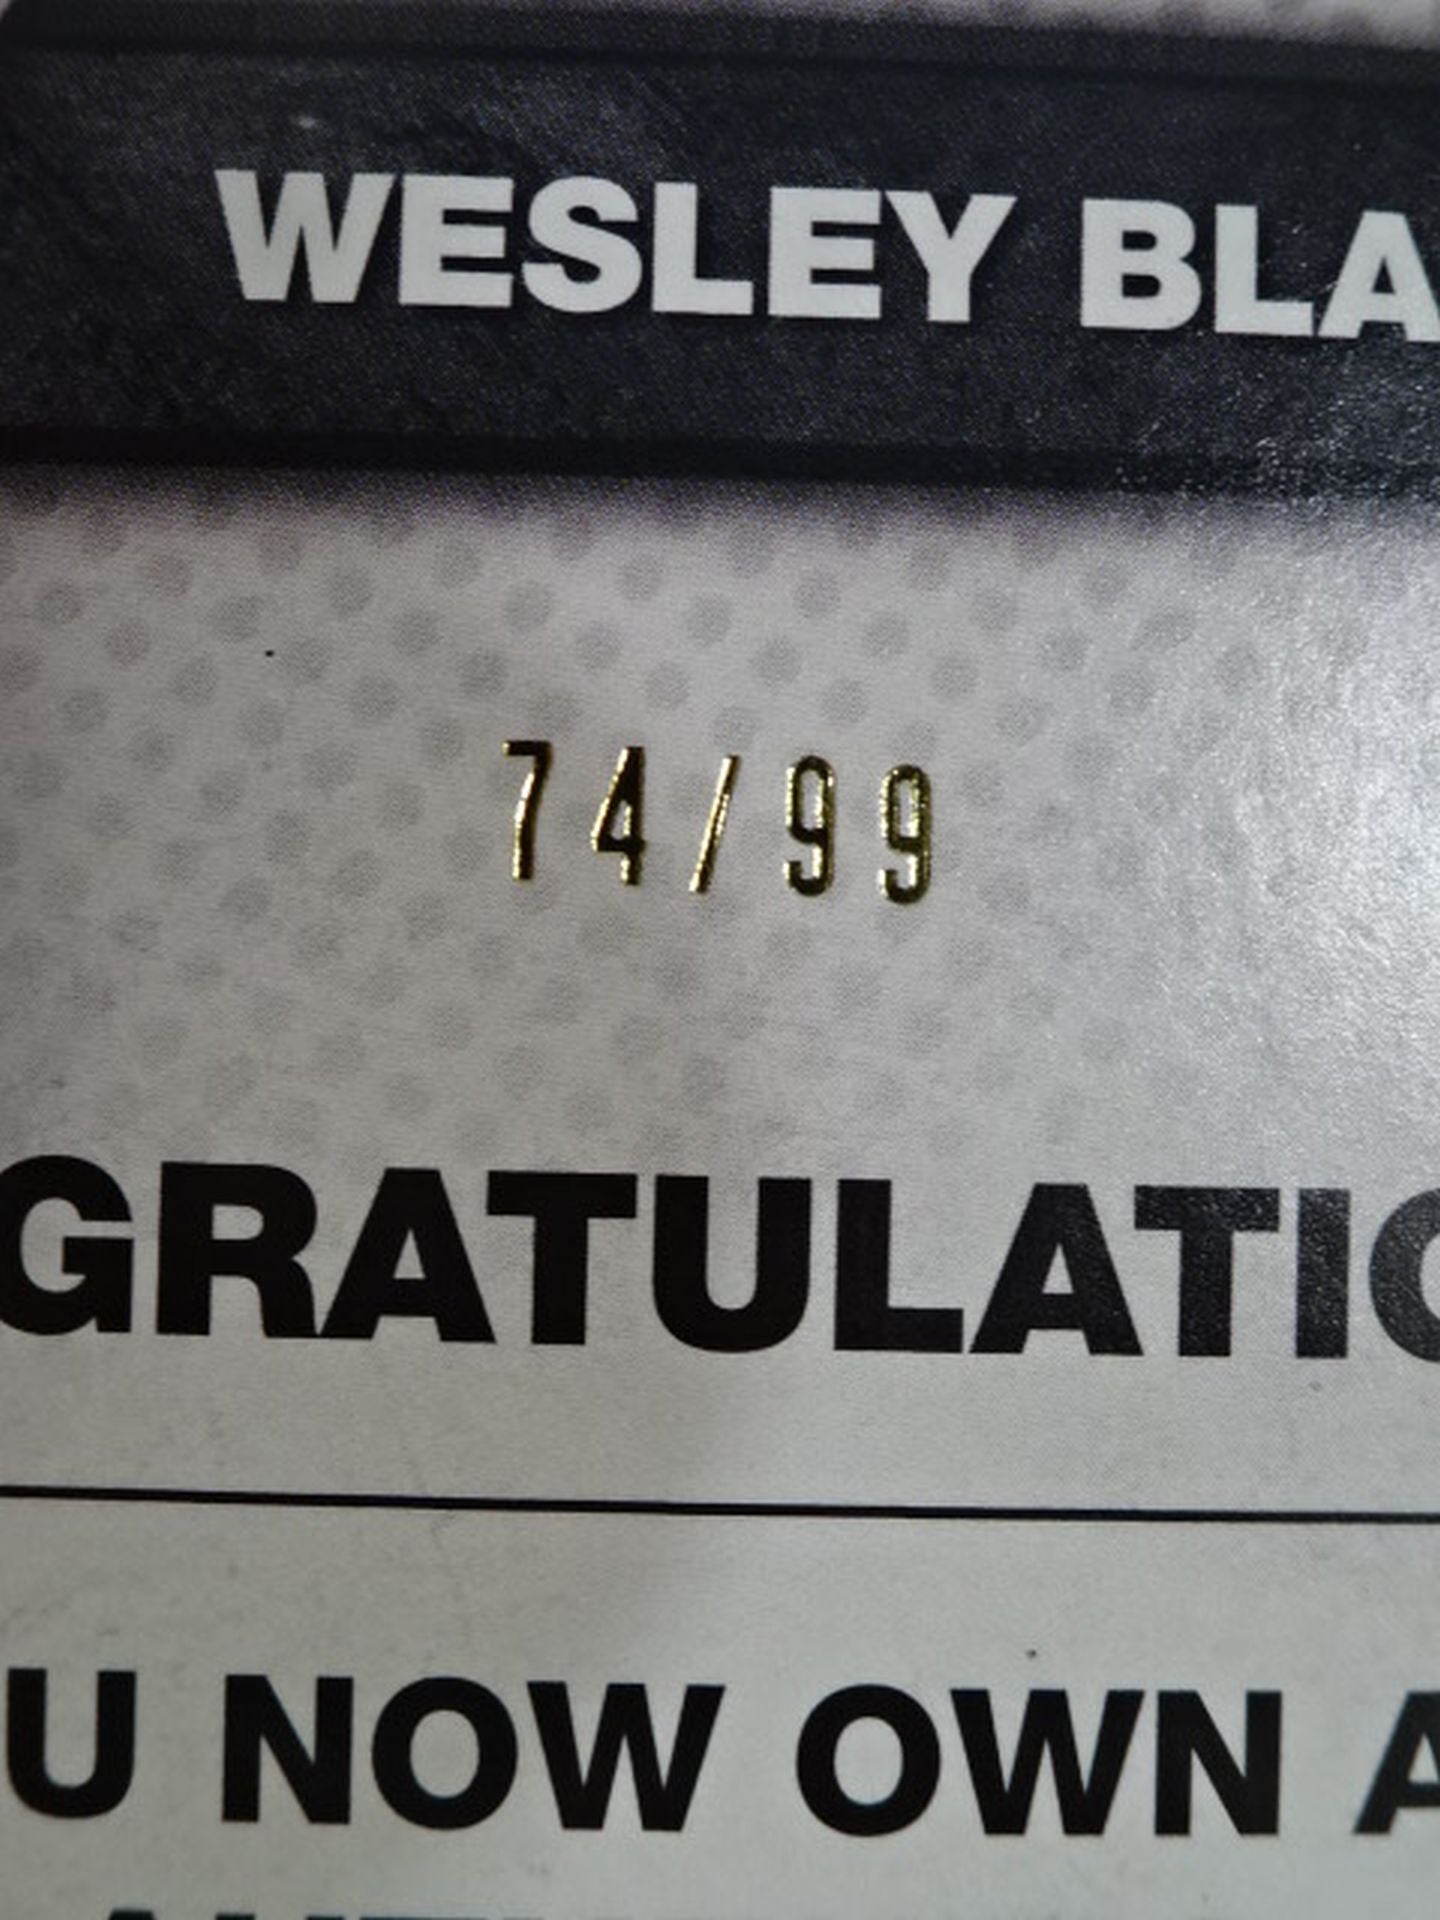 WESLEY BLA
74/99
GRATULATIO
U NOW OWN A